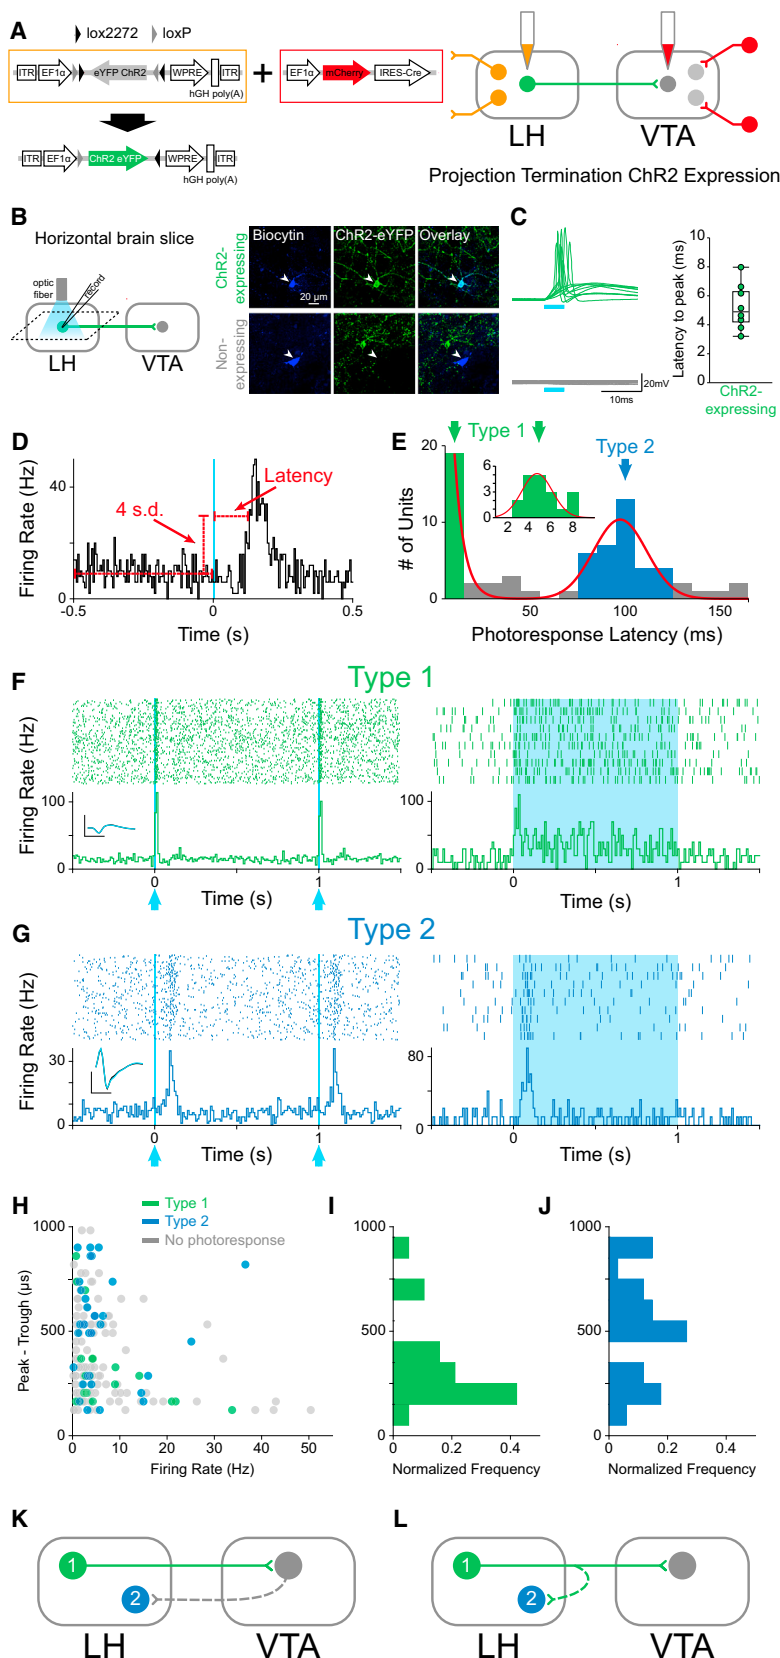 A
lox2272 loxP
ITR EF1α eYFP ChR2 WPRE ITR
hGH poly(A)
+
EF1α mCherry IRES-Cre
LH VTA
ITR EF1α ChR2 eYFP WPRE ITR
hGH poly(A)
Projection Termination ChR2 Expression
B
Horizontal brain slice
optic
fiber
record
LH VTA
ChR2-
expressing
Non-
expressing
Biocytin ChR2-eYFP Overlay
20 µm
C
20mV
10ms
Latency to peak (ms)
10
8
6
4
2
0
ChR2-
expressing
D
Firing Rate (Hz)
40
0
4 s.d.
Latency
-0.5 0 0.5
Time (s)
E
Type 1
Type 2
# of Units
20
10
0
6
3
0
2 4 6 8
50 100 150
Photoresponse Latency (ms)
F
Type 1
Firing Rate (Hz)
100
0
0 1
Time (s)
100
0
0 1
Time (s)
G
Type 2
Firing Rate (Hz)
30
0
0 1
Time (s)
80
0
0 1
Time (s)
H
Type 1
Type 2
No photoresponse
Peak - Trough (µs)
1000
500
0
0 10 20 30 40 50
Firing Rate (Hz)
I
1000
500
0
0 0.2 0.4
Normalized Frequency
J
1000
500
0
0 0.2 0.4
Normalized Frequency
K
1
2
LH VTA
L
1
2
LH VTA